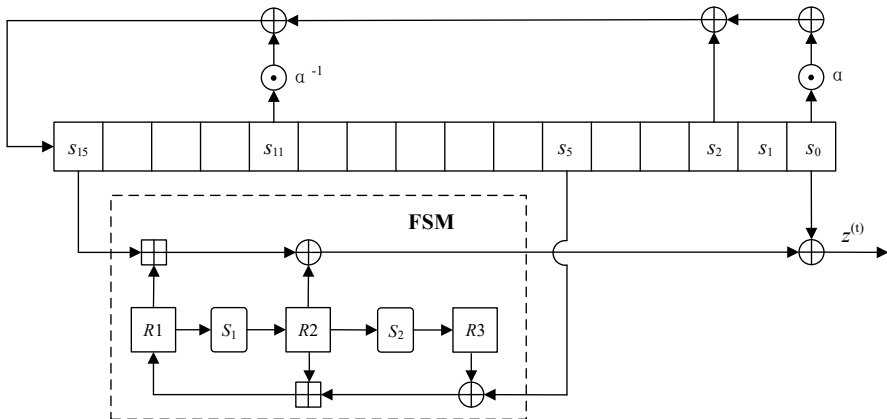 α⁻¹
α
s₁₅ s₁₁ s₅ s₂ s₁ s₀
FSM
z⁽ᵗ⁾
R1 S₁ R2 S₂ R3